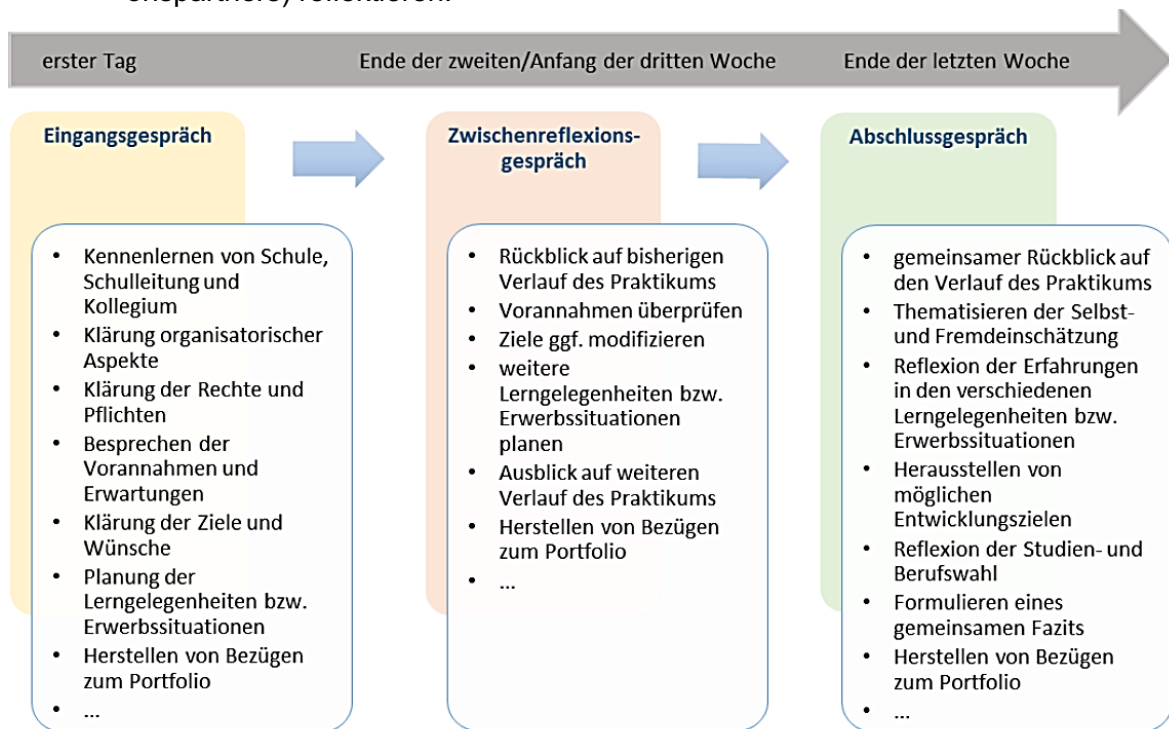 onspartners) reflektieren.
erster Tag
Ende der zweiten/Anfang der dritten Woche
Ende der letzten Woche
Eingangsgespräch
• Kennenlernen von Schule,
Schulleitung und
Kollegium
• Klärung organisatorischer
Aspekte
• Klärung der Rechte und
Pflichten
• Besprechen der
Vorannahmen und
Erwartungen
• Klärung der Ziele und
Wünsche
• Planung der
Lerngelegenheiten bzw.
Erwerbssituationen
• Herstellen von Bezügen
zum Portfolio
• ...
Zwischenreflexions-
gespräch
• Rückblick auf bisherigen
Verlauf des Praktikums
• Vorannahmen überprüfen
• Ziele ggf. modifizieren
• weitere
Lerngelegenheiten bzw.
Erwerbssituationen
planen
• Ausblick auf weiteren
Verlauf des Praktikums
• Herstellen von Bezügen
zum Portfolio
• ...
Abschlussgespräch
• gemeinsamer Rückblick auf
den Verlauf des Praktikums
• Thematisieren der Selbst-
und Fremdeinschätzung
• Reflexion der Erfahrungen
in den verschiedenen
Lerngelegenheiten bzw.
Erwerbssituationen
• Herausstellen von
möglichen
Entwicklungszielen
• Reflexion der Studien- und
Berufswahl
• Formulieren eines
gemeinsamen Fazits
• Herstellen von Bezügen
zum Portfolio
• ...